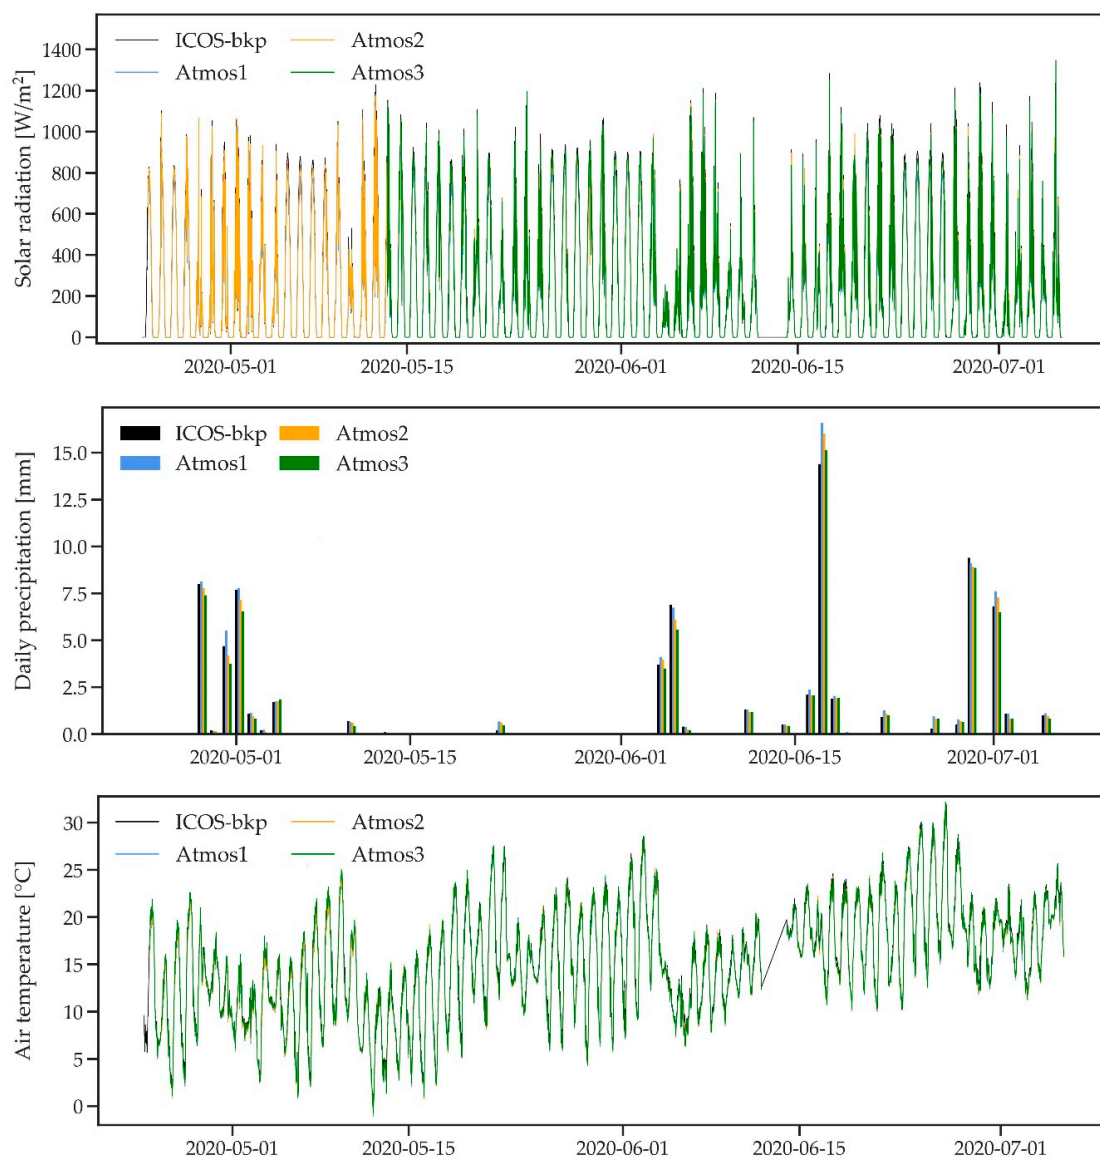 ICOS-bkp Atmos2
Atmos1 Atmos3
Solar radiation [W/m²]
1400
1200
1000
800
600
400
200
0
2020-05-01 2020-05-15 2020-06-01 2020-06-15 2020-07-01
ICOS-bkp Atmos2
Atmos1 Atmos3
Daily precipitation [mm]
15.0
12.5
10.0
7.5
5.0
2.5
0.0
2020-05-01 2020-05-15 2020-06-01 2020-06-15 2020-07-01
ICOS-bkp Atmos2
Atmos1 Atmos3
Air temperature [°C]
30
25
20
15
10
5
0
2020-05-01 2020-05-15 2020-06-01 2020-06-15 2020-07-01